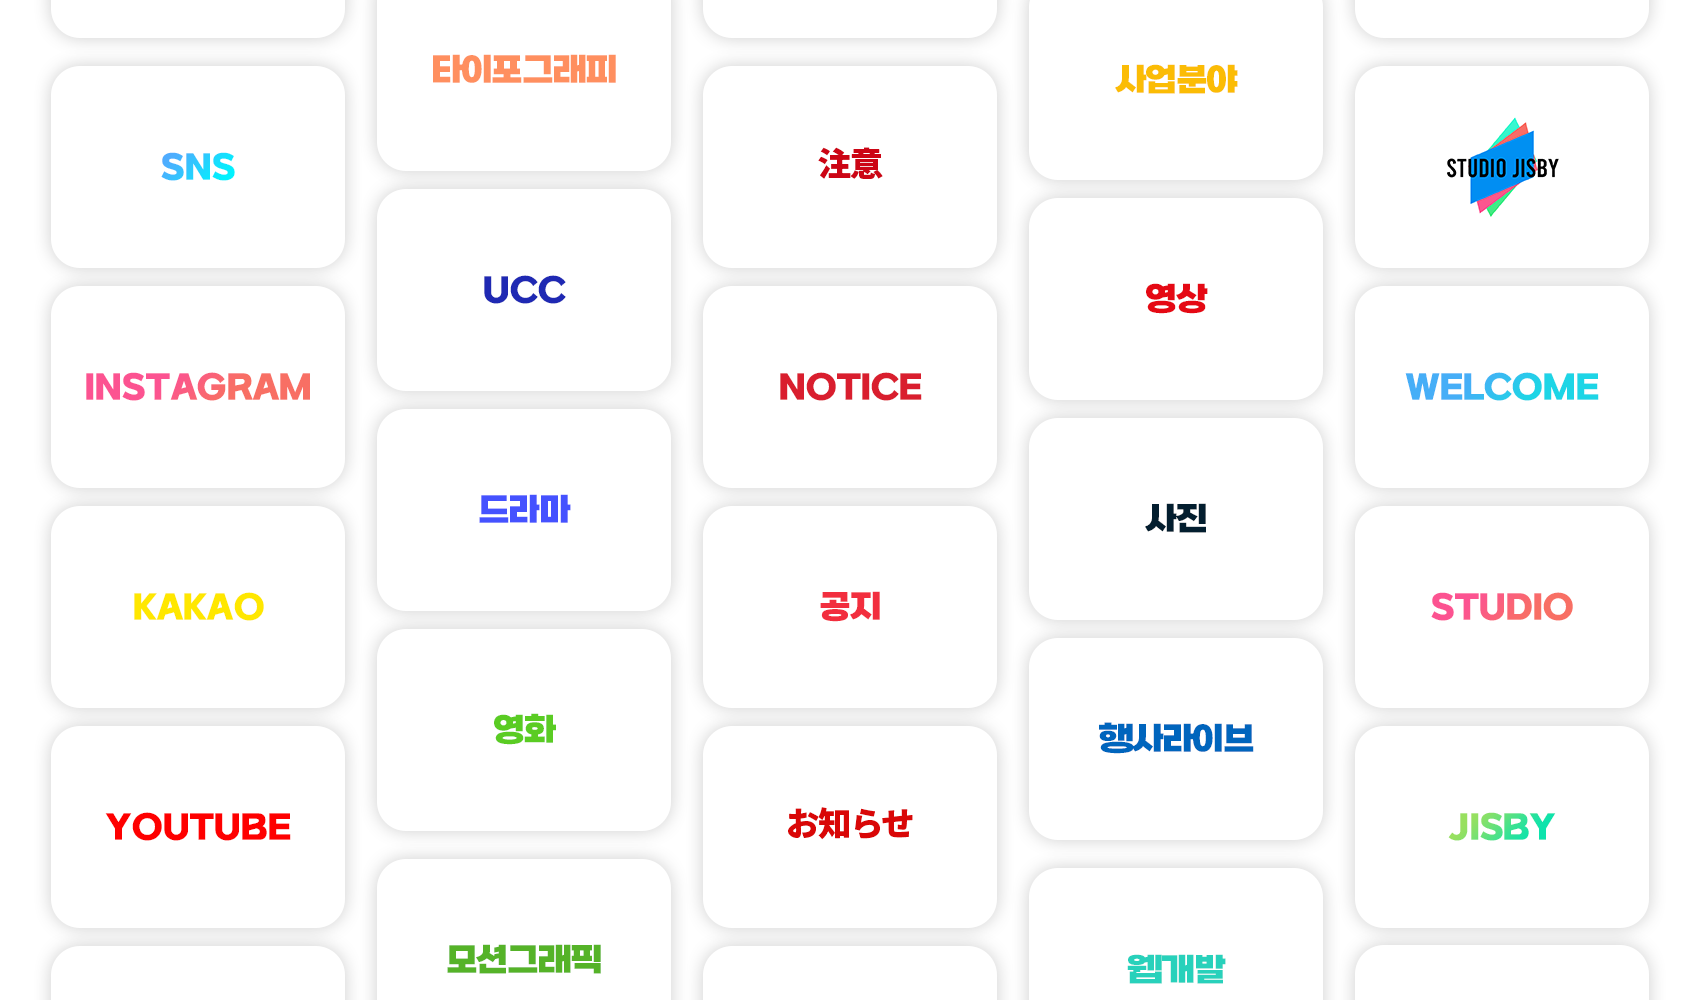 SNS
INSTAGRAM
KAKAO
YOUTUBE
타이포그래피
UCC
드라마
영화
모션그래픽
注意
NOTICE
공지
お知らせ
사업분야
영상
사진
행사라이브
웹개발
STUDIO JISBY
WELCOME
STUDIO
JISBY